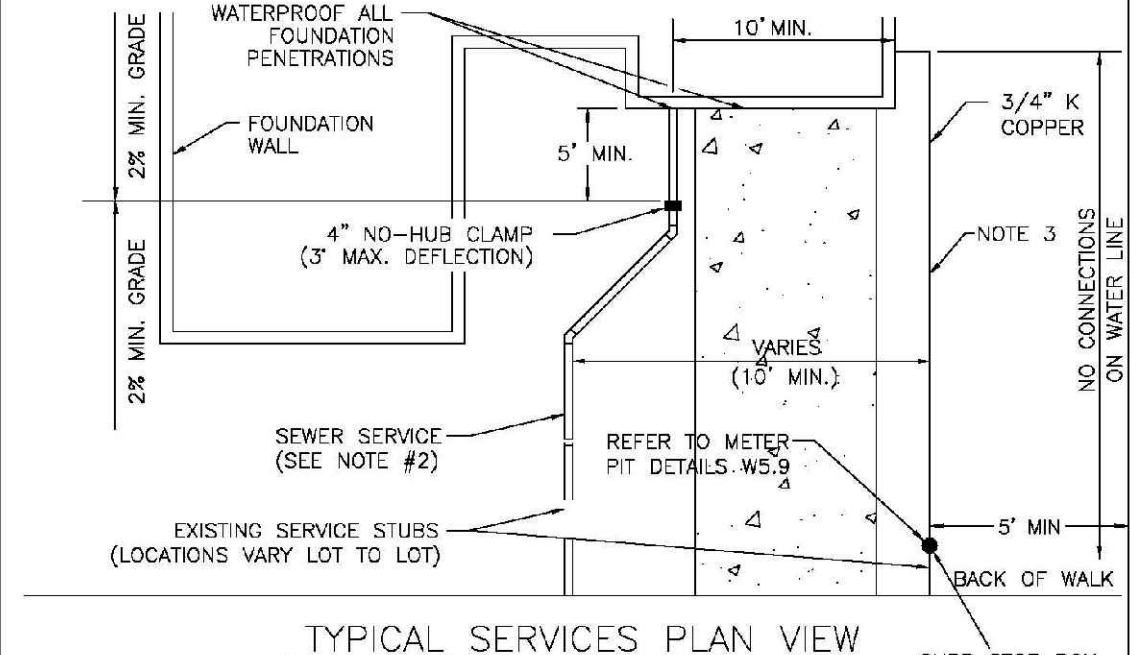 WATERPROOF ALL
FOUNDATION
PENETRATIONS
10' MIN.
2% MIN. GRADE
FOUNDATION
WALL
5' MIN.
3/4" K
COPPER
4" NO-HUB CLAMP
(3° MAX. DEFLECTION)
NOTE 3
2% MIN. GRADE
VARIES
(10' MIN.)
NO CONNECTIONS
ON WATER LINE
SEWER SERVICE
(SEE NOTE #2)
REFER TO METER
PIT DETAILS W5.9
EXISTING SERVICE STUBS
(LOCATIONS VARY LOT TO LOT)
5' MIN
BACK OF WALK
TYPICAL SERVICES PLAN VIEW